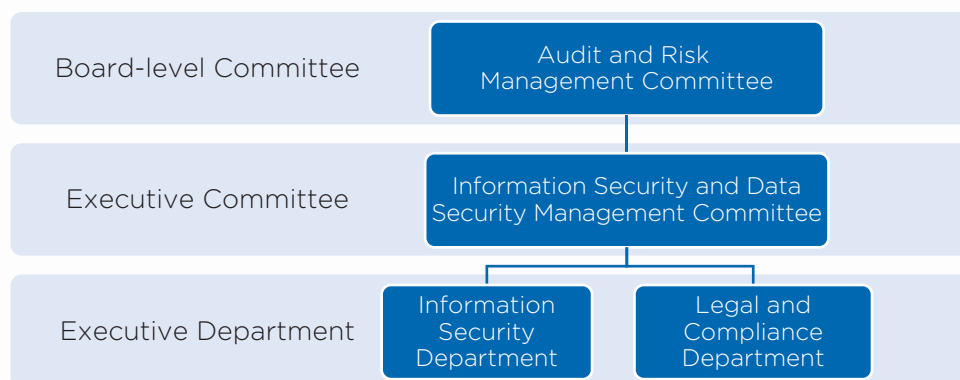 Board-level Committee
Audit and Risk
Management Committee
Executive Committee
Information Security and Data
Security Management Committee
Executive Department
Information
Security
Department
Legal and
Compliance
Department